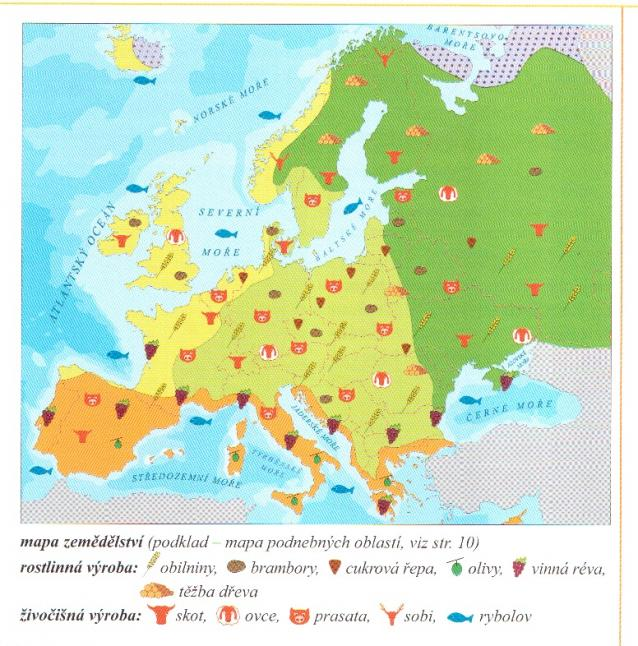 BARENTSOVO
MOŘE
NORSKÉ MOŘE
ATLANTSKÝ OCEÁN
SEVERNÍ
MOŘE
BALTSKÉ MOŘE
AZOVSKÉ
MOŘE
ČERNÉ MOŘE
JADERSKÉ MOŘE
TYRHÉNSKÉ
MOŘE
STŘEDOZEMNÍ MOŘE
mapa zemědělství (podklad – mapa podnebných oblastí, viz str. 10)
rostlinná výroba: obilniny, brambory, cukrová řepa, olivy, vinná réva,
těžba dřeva
živočišná výroba: skot, ovce, prasata, sobi, rybolov